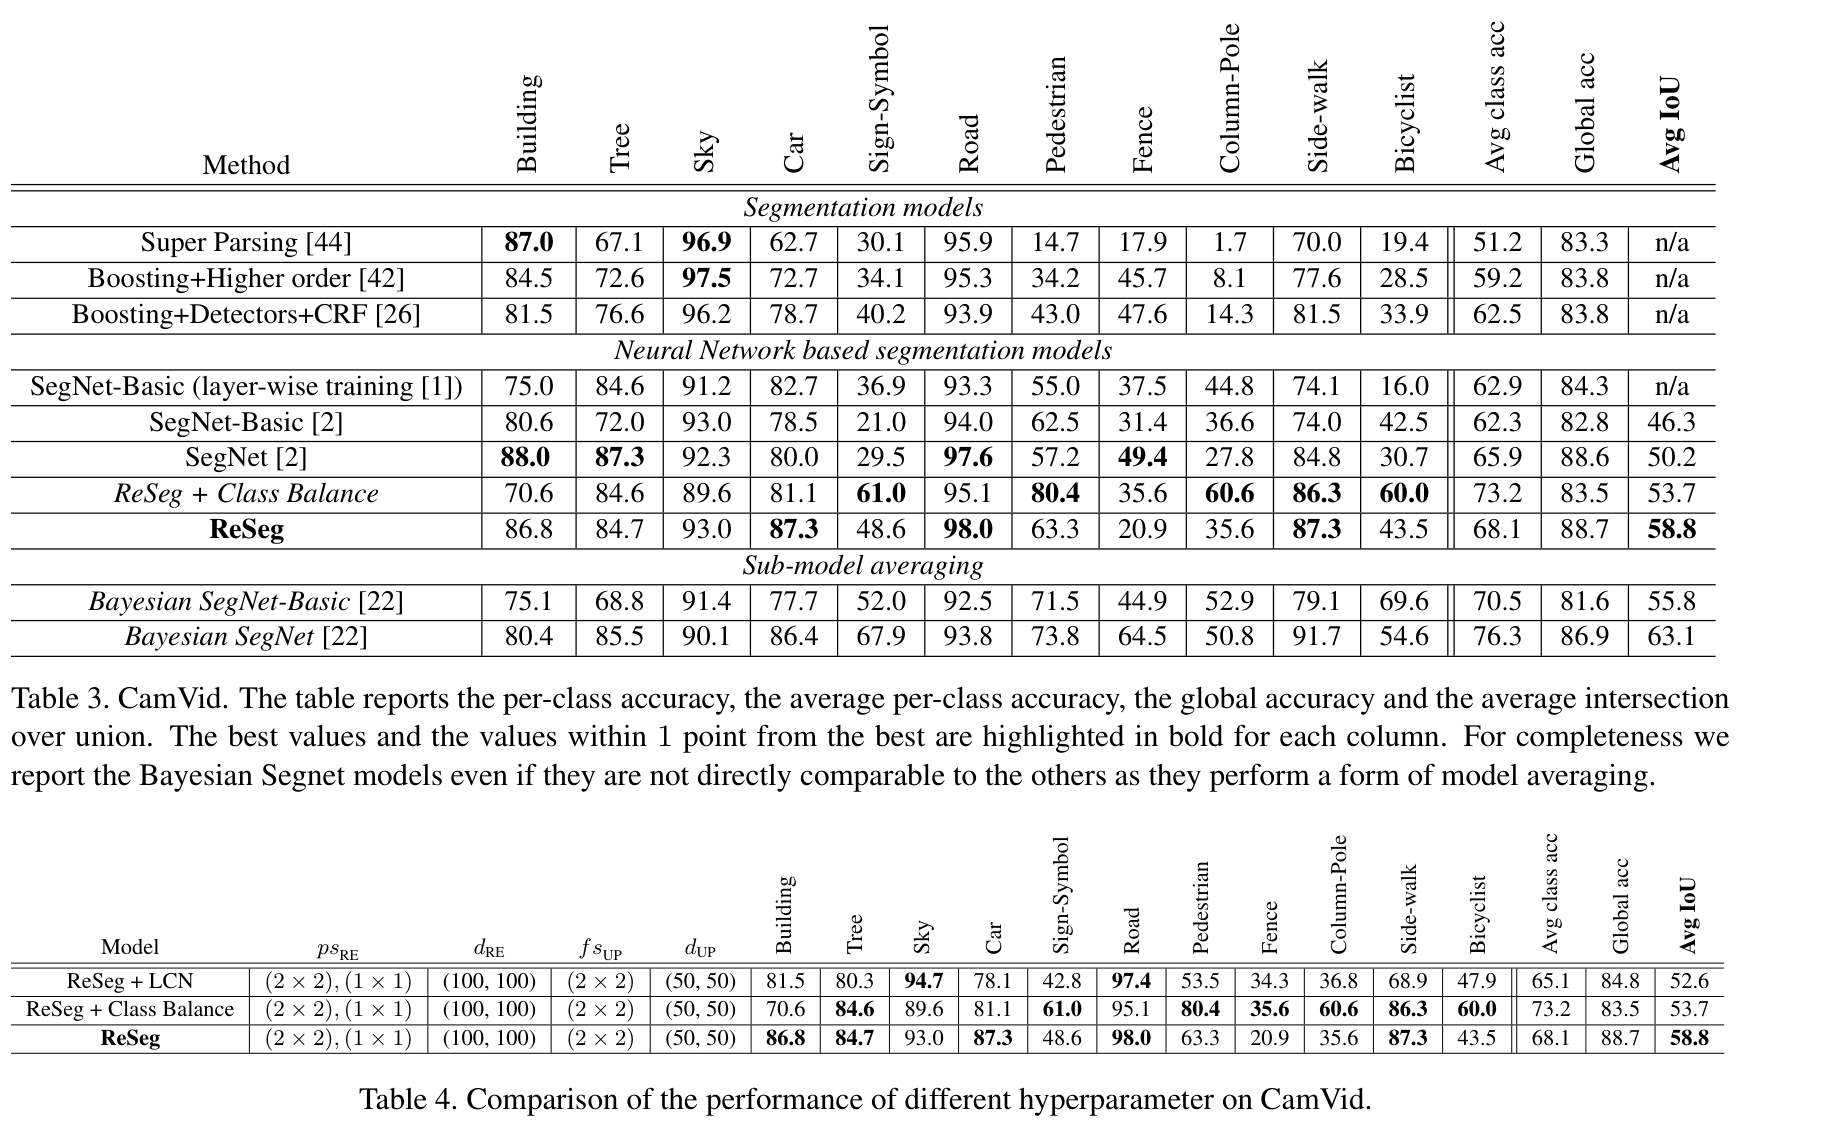 Method Building Tree Sky Car Sign-Symbol Road Pedestrian Fence Column-Pole Side-walk Bicyclist Avg class acc Global acc Avg IoU
Segmentation models
Super Parsing [44] 87.0 67.1 96.9 62.7 30.1 95.9 14.7 17.9 1.7 70.0 19.4 51.2 83.3 n/a
Boosting+Higher order [42] 84.5 72.6 97.5 72.7 34.1 95.3 34.2 45.7 8.1 77.6 28.5 59.2 83.8 n/a
Boosting+Detectors+CRF [26] 81.5 76.6 96.2 78.7 40.2 93.9 43.0 47.6 14.3 81.5 33.9 62.5 83.8 n/a
Neural Network based segmentation models
SegNet-Basic (layer-wise training [1]) 75.0 84.6 91.2 82.7 36.9 93.3 55.0 37.5 44.8 74.1 16.0 62.9 84.3 n/a
SegNet-Basic [2] 80.6 72.0 93.0 78.5 21.0 94.0 62.5 31.4 36.6 74.0 42.5 62.3 82.8 46.3
SegNet [2] 88.0 87.3 92.3 80.0 29.5 97.6 57.2 49.4 27.8 84.8 30.7 65.9 88.6 50.2
ReSeg + Class Balance 70.6 84.6 89.6 81.1 61.0 95.1 80.4 35.6 60.6 86.3 60.0 73.2 83.5 53.7
ReSeg 86.8 84.7 93.0 87.3 48.6 98.0 63.3 20.9 35.6 87.3 43.5 68.1 88.7 58.8
Sub-model averaging
Bayesian SegNet-Basic [22] 75.1 68.8 91.4 77.7 52.0 92.5 71.5 44.9 52.9 79.1 69.6 70.5 81.6 55.8
Bayesian SegNet [22] 80.4 85.5 90.1 86.4 67.9 93.8 73.8 64.5 50.8 91.7 54.6 76.3 86.9 63.1
Table 3. CamVid. The table reports the per-class accuracy, the average per-class accuracy, the global accuracy and the average intersection
over union. The best values and the values within 1 point from the best are highlighted in bold for each column. For completeness we
report the Bayesian Segnet models even if they are not directly comparable to the others as they perform a form of model averaging.
Model ps_RE d_RE fs_UP d_UP Building Tree Sky Car Sign-Symbol Road Pedestrian Fence Column-Pole Side-walk Bicyclist Avg class acc Global acc Avg IoU
ReSeg + LCN (2 × 2), (1 × 1) (100, 100) (2 × 2) (50, 50) 81.5 80.3 94.7 78.1 42.8 97.4 53.5 34.3 36.8 68.9 47.9 65.1 84.8 52.6
ReSeg + Class Balance (2 × 2), (1 × 1) (100, 100) (2 × 2) (50, 50) 70.6 84.6 89.6 81.1 61.0 95.1 80.4 35.6 60.6 86.3 60.0 73.2 83.5 53.7
ReSeg (2 × 2), (1 × 1) (100, 100) (2 × 2) (50, 50) 86.8 84.7 93.0 87.3 48.6 98.0 63.3 20.9 35.6 87.3 43.5 68.1 88.7 58.8
Table 4. Comparison of the performance of different hyperparameter on CamVid.